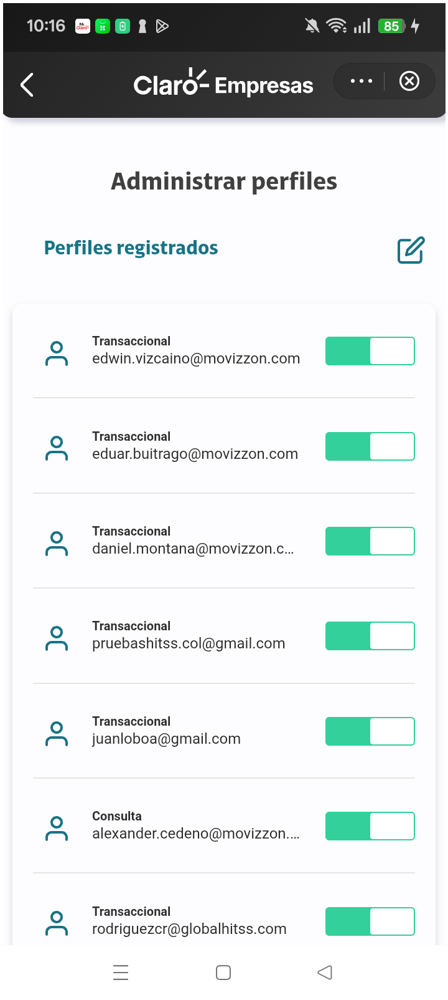 10:16
Mi Claro
85
Claro- Empresas
Administrar perfiles
Perfiles registrados
Transaccional
edwin.vizcaino@movizzon.com
Transaccional
eduar.buitrago@movizzon.com
Transaccional
daniel.montana@movizzon.c...
Transaccional
pruebashitss.col@gmail.com
Transaccional
juanloboa@gmail.com
Consulta
alexander.cedeno@movizzon....
Transaccional
rodriguezcr@globalhitss.com